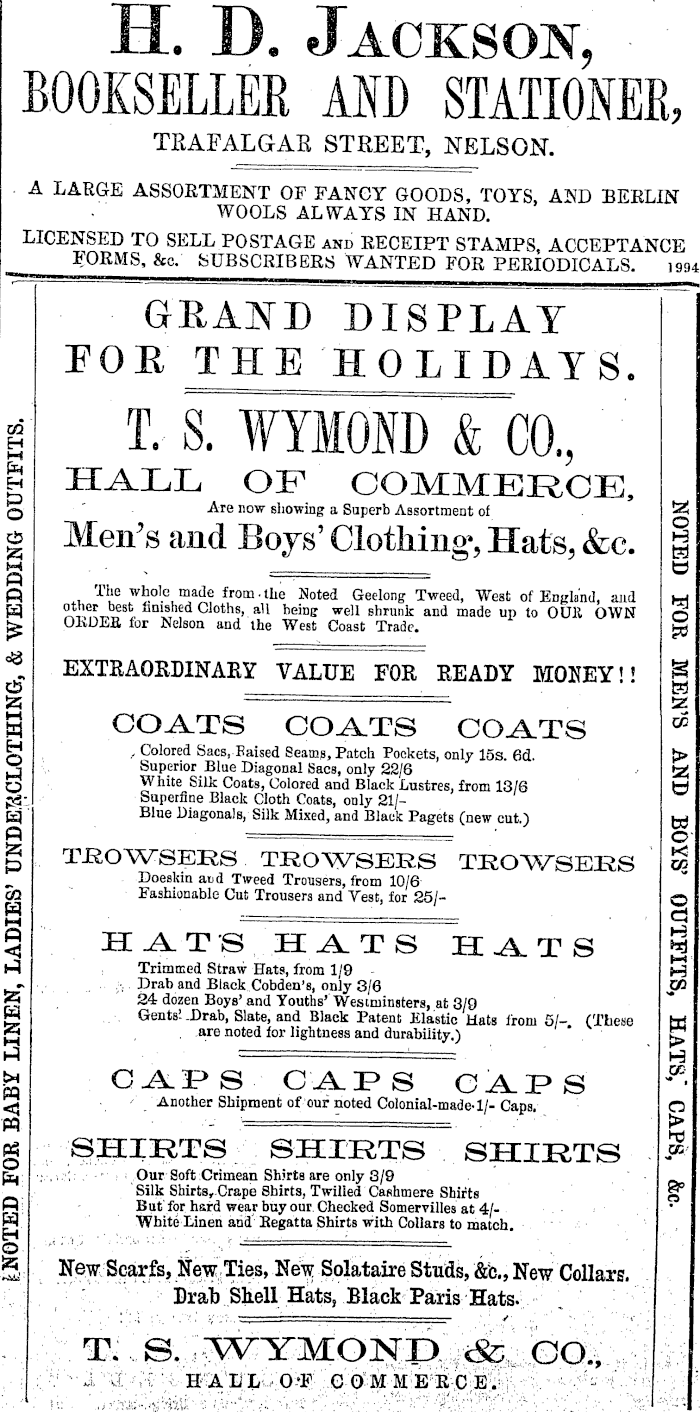 H. D. JACKSON,
BOOKSELLER AND STATIONER,
TRAFALGAR STREET, NELSON.
A LARGE ASSORTMENT OF FANCY GOODS, TOYS, AND BERLIN
WOOLS ALWAYS IN HAND.
LICENSED TO SELL POSTAGE AND RECEIPT STAMPS, ACCEPTANCE
FORMS, &c. SUBSCRIBERS WANTED FOR PERIODICALS. 1994
NOTED FOR BABY LINEN, LADIES' UNDERCLOTHING, & WEDDING OUTFITS.
GRAND DISPLAY
FOR THE HOLIDAYS.
T. S. WYMOND & CO.,
HALL OF COMMERCE,
Are now showing a Superb Assortment of
Men's and Boys' Clothing, Hats, &c.
The whole made from the Noted Geelong Tweed, West of England, and
other best finished Cloths, all being well shrunk and made up to OUR OWN
ORDER for Nelson and the West Coast Trade.
EXTRAORDINARY VALUE FOR READY MONEY!!
COATS COATS COATS
Colored Sacs, Raised Seams, Patch Pockets, only 15s. 6d.
Superior Blue Diagonal Sacs, only 22/6
White Silk Coats, Colored and Black Lustres, from 13/6
Superfine Black Cloth Coats, only 21/-
Blue Diagonals, Silk Mixed, and Black Pagets (new cut.)
TROWSERS TROWSERS TROWSERS
Doeskin and Tweed Trousers, from 10/6
Fashionable Cut Trousers and Vest, for 25/-
HATS HATS HATS
Trimmed Straw Hats, from 1/9
Drab and Black Cobden's, only 3/6
24 dozen Boys' and Youths' Westminsters, at 3/9
Gents' Drab, Slate, and Black Patent Elastic Hats from 5/-. (These
are noted for lightness and durability.)
CAPS CAPS CAPS
Another Shipment of our noted Colonial-made 1/- Caps.
SHIRTS SHIRTS SHIRTS
Our Soft Crimean Shirts are only 3/9
Silk Shirts, Crape Shirts, Twilled Cashmere Shirts
But for hard wear buy our Checked Somervilles at 4/-
White Linen and Regatta Shirts with Collars to match.
New Scarfs, New Ties, New Solataire Studs, &c., New Collars.
Drab Shell Hats, Black Paris Hats.
T. S. WYMOND & CO.,
HALL OF COMMERCE.
NOTED FOR MEN'S AND BOYS' OUTFITS, HATS, CAPS, &c.